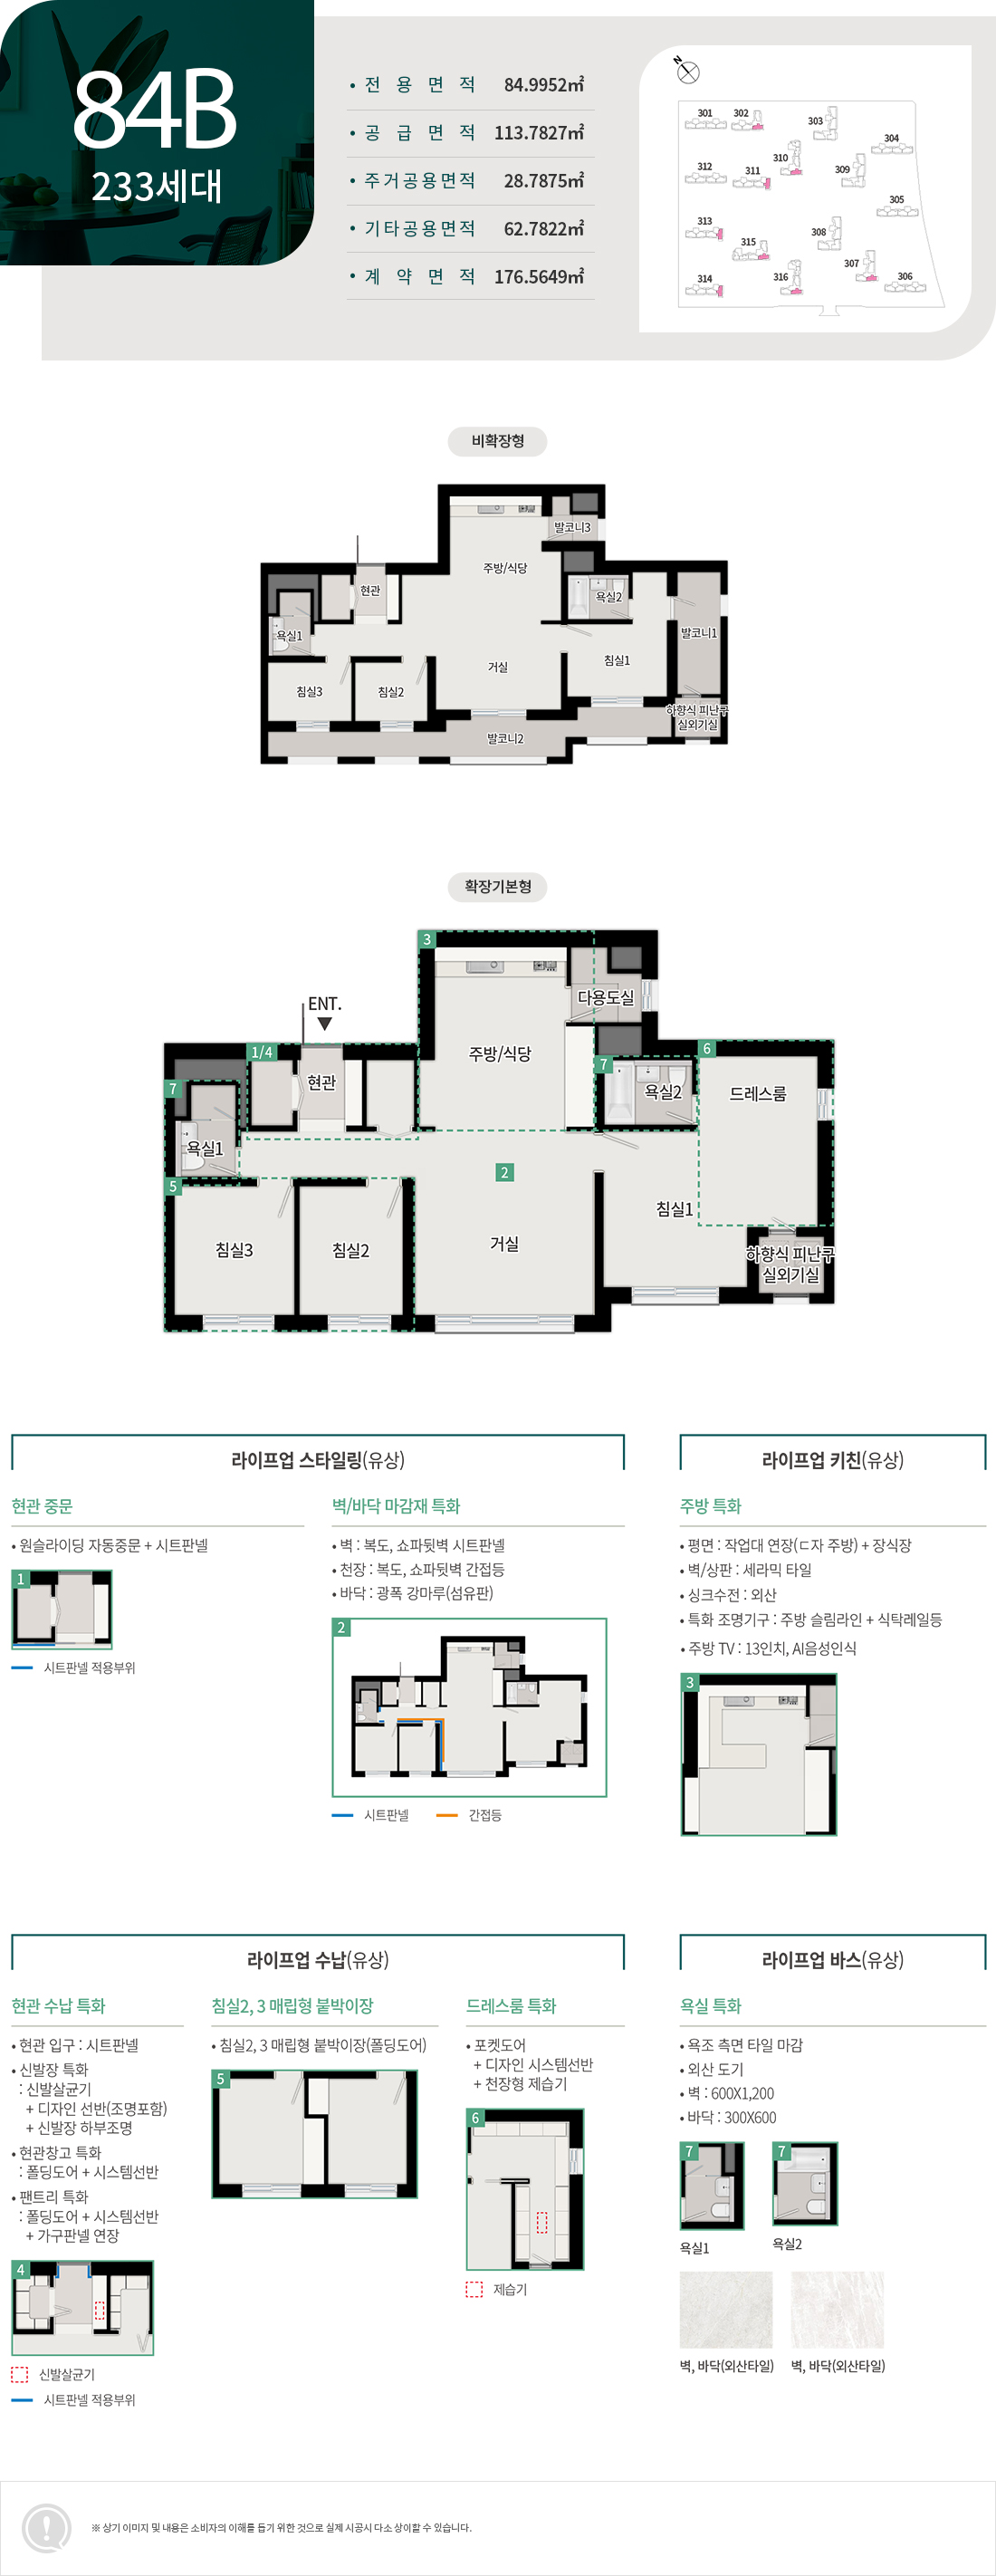 84B
233세대
• 전 용 면 적 84.9952㎡
• 공 급 면 적 113.7827㎡
• 주거공용면적 28.7875㎡
• 기타공용면적 62.7822㎡
• 계 약 면 적 176.5649㎡
N
301 302 303 304
310
312 311 309
305
313
315 308
307
314 316 306
비확장형
발코니3
주방/식당
현관
욕실2
욕실1
발코니1
거실
침실1
침실3
침실2
하향식 피난구
실외기실
발코니2
확장기본형
3
ENT.
다용도실
1/4
주방/식당
6
7
현관
7
욕실2
드레스룸
욕실1
2
5
침실1
침실3
침실2
거실
하향식 피난구
실외기실
라이프업 스타일링(유상)
현관 중문
• 원슬라이딩 자동중문 + 시트판넬
1
시트판넬 적용부위
벽/바닥 마감재 특화
• 벽 : 복도, 쇼파뒷벽 시트판넬
• 천장 : 복도, 쇼파뒷벽 간접등
• 바닥 : 광폭 강마루(섬유판)
2
시트판넬
간접등
라이프업 키친(유상)
주방 특화
• 평면 : 작업대 연장(ㄷ자 주방) + 장식장
• 벽/상판 : 세라믹 타일
• 싱크수전 : 외산
• 특화 조명기구 : 주방 슬림라인 + 식탁레일등
• 주방 TV : 13인치, AI음성인식
3
라이프업 수납(유상)
현관 수납 특화
• 현관 입구 : 시트판넬
• 신발장 특화
: 신발살균기
+ 디자인 선반(조명포함)
+ 신발장 하부조명
• 현관창고 특화
: 폴딩도어 + 시스템선반
• 팬트리 특화
: 폴딩도어 + 시스템선반
+ 가구판넬 연장
4
신발살균기
시트판넬 적용부위
침실2, 3 매립형 붙박이장
• 침실2, 3 매립형 붙박이장(폴딩도어)
5
드레스룸 특화
• 포켓도어
+ 디자인 시스템선반
+ 천장형 제습기
6
제습기
라이프업 바스(유상)
욕실 특화
• 욕조 측면 타일 마감
• 외산 도기
• 벽 : 600X1,200
• 바닥 : 300X600
7
욕실1
7
욕실2
벽, 바닥(외산타일)
벽, 바닥(외산타일)
※ 상기 이미지 및 내용은 소비자의 이해를 돕기 위한 것으로 실제 시공시 다소 상이할 수 있습니다.